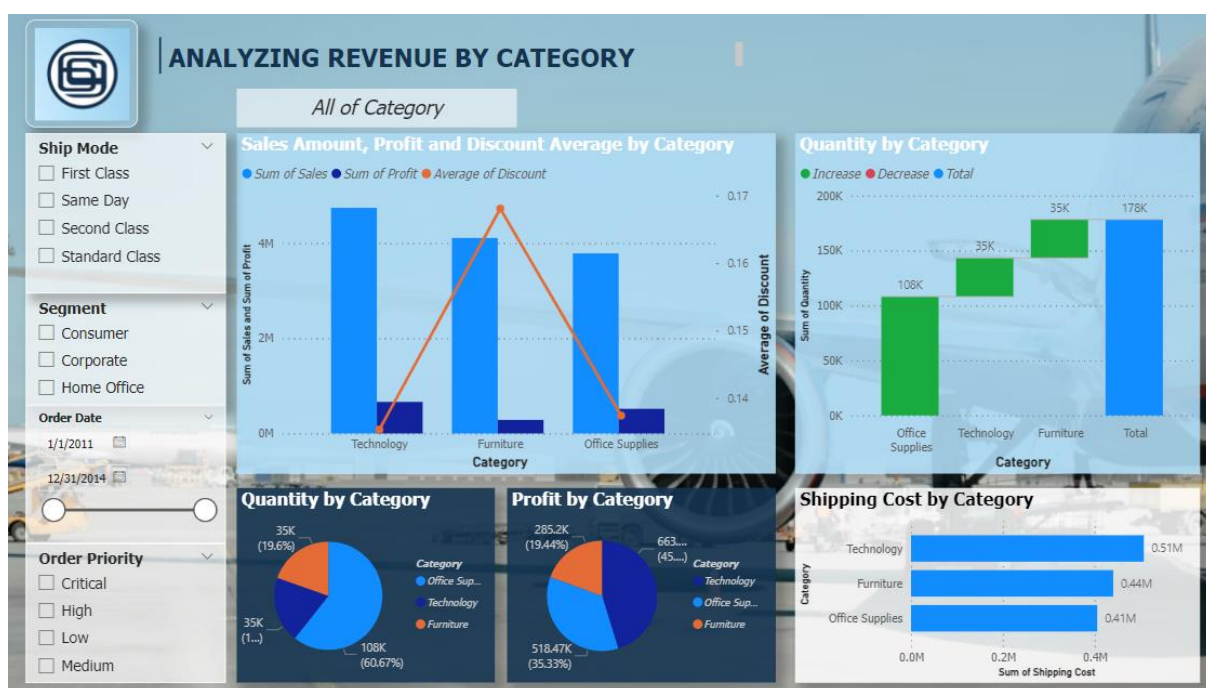 ANALYZING REVENUE BY CATEGORY
All of Category
Ship Mode
First Class
Same Day
Second Class
Standard Class
Segment
Consumer
Corporate
Home Office
Order Date
1/1/2011
12/31/2014
Order Priority
Critical
High
Low
Medium
Sales Amount, Profit and Discount Average by Category
Sum of Sales Sum of Profit Average of Discount
Sum of Sales and Sum of Profit
4M
2M
0M
0.17
0.16
0.15
0.14
Average of Discount
Technology Furniture Office Supplies
Category
Quantity by Category
Increase Decrease Total
Sum of Quantity
200K
150K
100K
50K
0K
108K
35K
35K
178K
Office Supplies Technology Furniture Total
Category
Quantity by Category
35K
(19.6%)
35K
(1...)
108K
(60.67%)
Category
Office Sup...
Technology
Furniture
Profit by Category
285.2K
(19.44%)
663....
(45....)
518.47K
(35.33%)
Category
Technology
Office Sup...
Furniture
Shipping Cost by Category
Category
Technology 0.51M
Furniture 0.44M
Office Supplies 0.41M
0.0M 0.2M 0.4M
Sum of Shipping Cost